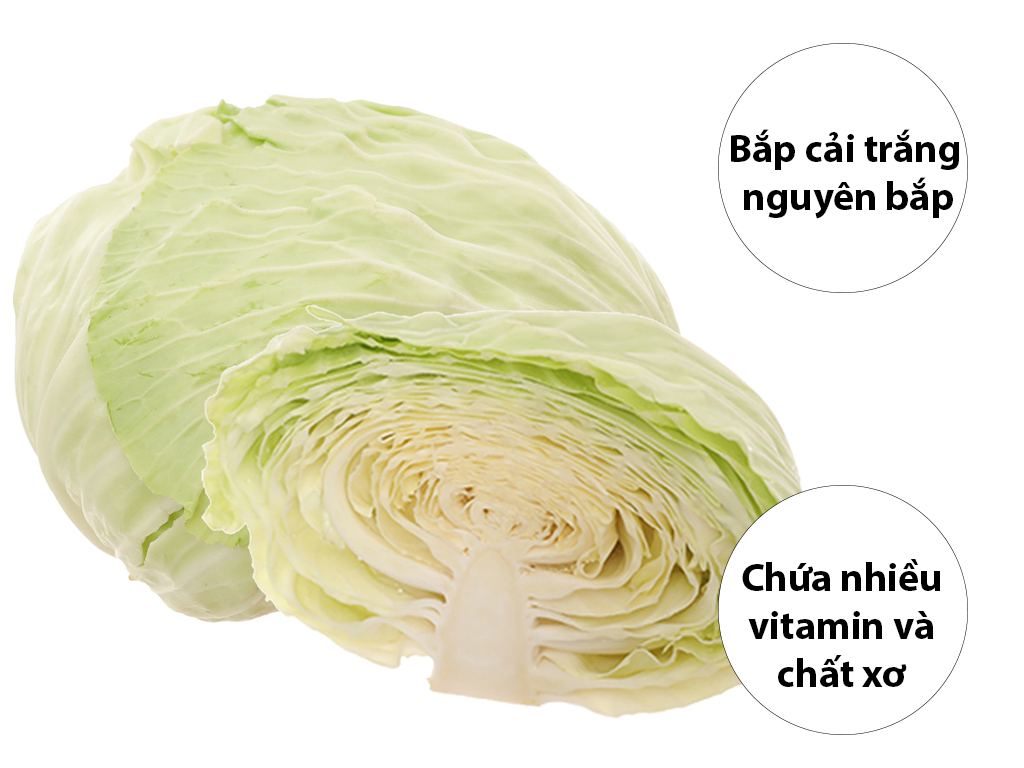 Bắp cải trắng
nguyên bắp
Chứa nhiều
vitamin và
chất xơ